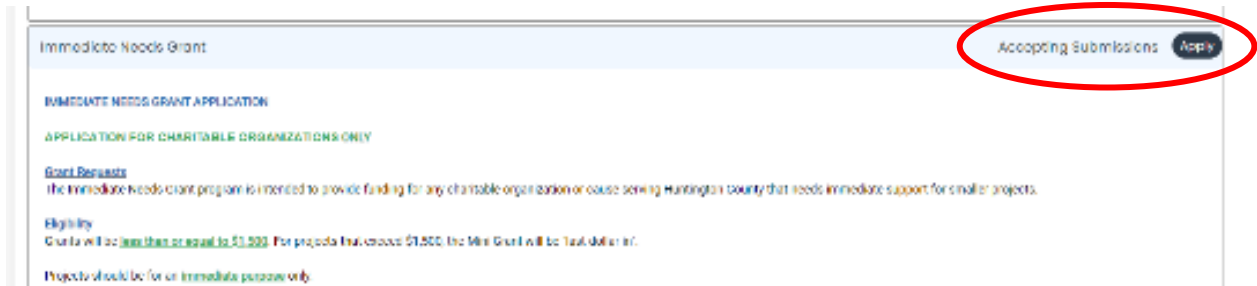 Immediate Needs Grant
Accepting Submissions Apply
IMMEDIATE NEEDS GRANT APPLICATION
APPLICATION FOR CHARITABLE ORGANIZATIONS ONLY
Grant Requests
The Immediate Needs Grant program is intended to provide funding for any charitable organization or cause serving Huntington County that needs immediate support for smaller projects.
Eligibility
Grants will be less than or equal to $1,500. For projects that exceed $1,500, the Mini Grant will be 'last dollar in'.
Projects should be for an immediate purpose only.